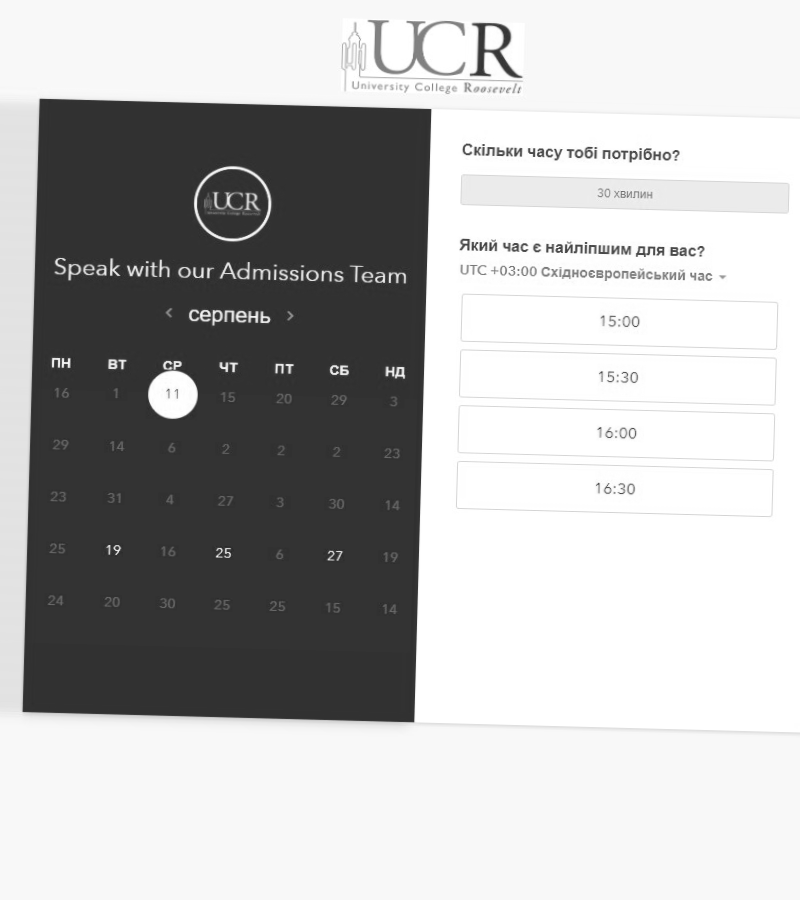 UCR
University College Roosevelt
UCR
Speak with our Admissions Team
серпень
ПН ВТ СР ЧТ ПТ СБ НД
16 1 11 15 20 29 3
29 14 6 2 2 2 23
23 31 4 27 3 30 14
25 19 16 25 6 27 19
24 20 30 25 25 15 14
Скільки часу тобі потрібно?
30 хвилин
Який час є найліпшим для вас?
UTC +03:00 Східноєвропейський час
15:00
15:30
16:00
16:30